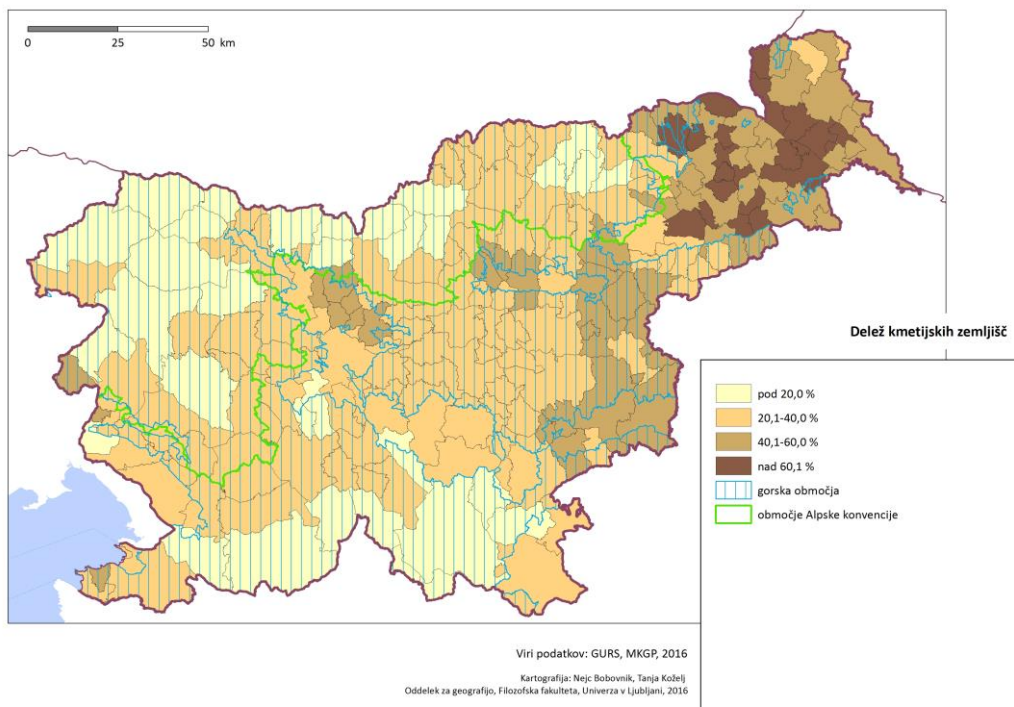 0 25 50 km
Delež kmetijskih zemljišč
pod 20,0 %
20,1-40,0 %
40,1-60,0 %
nad 60,1 %
gorska območja
območje Alpske konvencije
Viri podatkov: GURS, MKGP, 2016
Kartografija: Nejc Bobovnik, Tanja Koželj
Oddelek za geografijo, Filozofska fakulteta, Univerza v Ljubljani, 2016